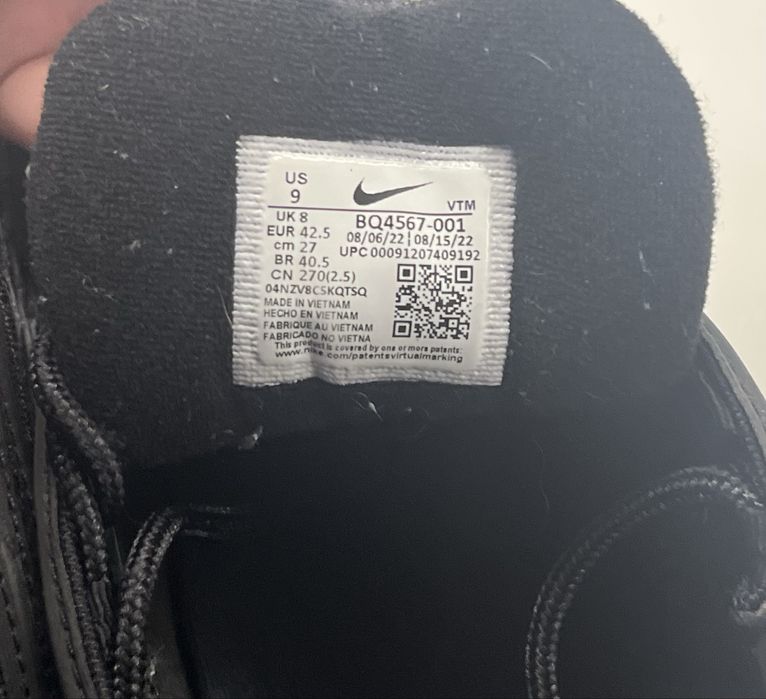 US
9
VTM
UK 8
BQ4567-001
EUR 42.5
08/06/22 | 08/15/22
cm 27
UPC 00091207409192
BR 40.5
CN 270(2.5)
04NZV8CSKQTSQ
MADE IN VIETNAM
HECHO EN VIETNAM
FABRIQUE AU VIETNAM
FABRICADO NO VIETNA
This product is covered by one or more patents;
www.nike.com/patentsvirtualmarking